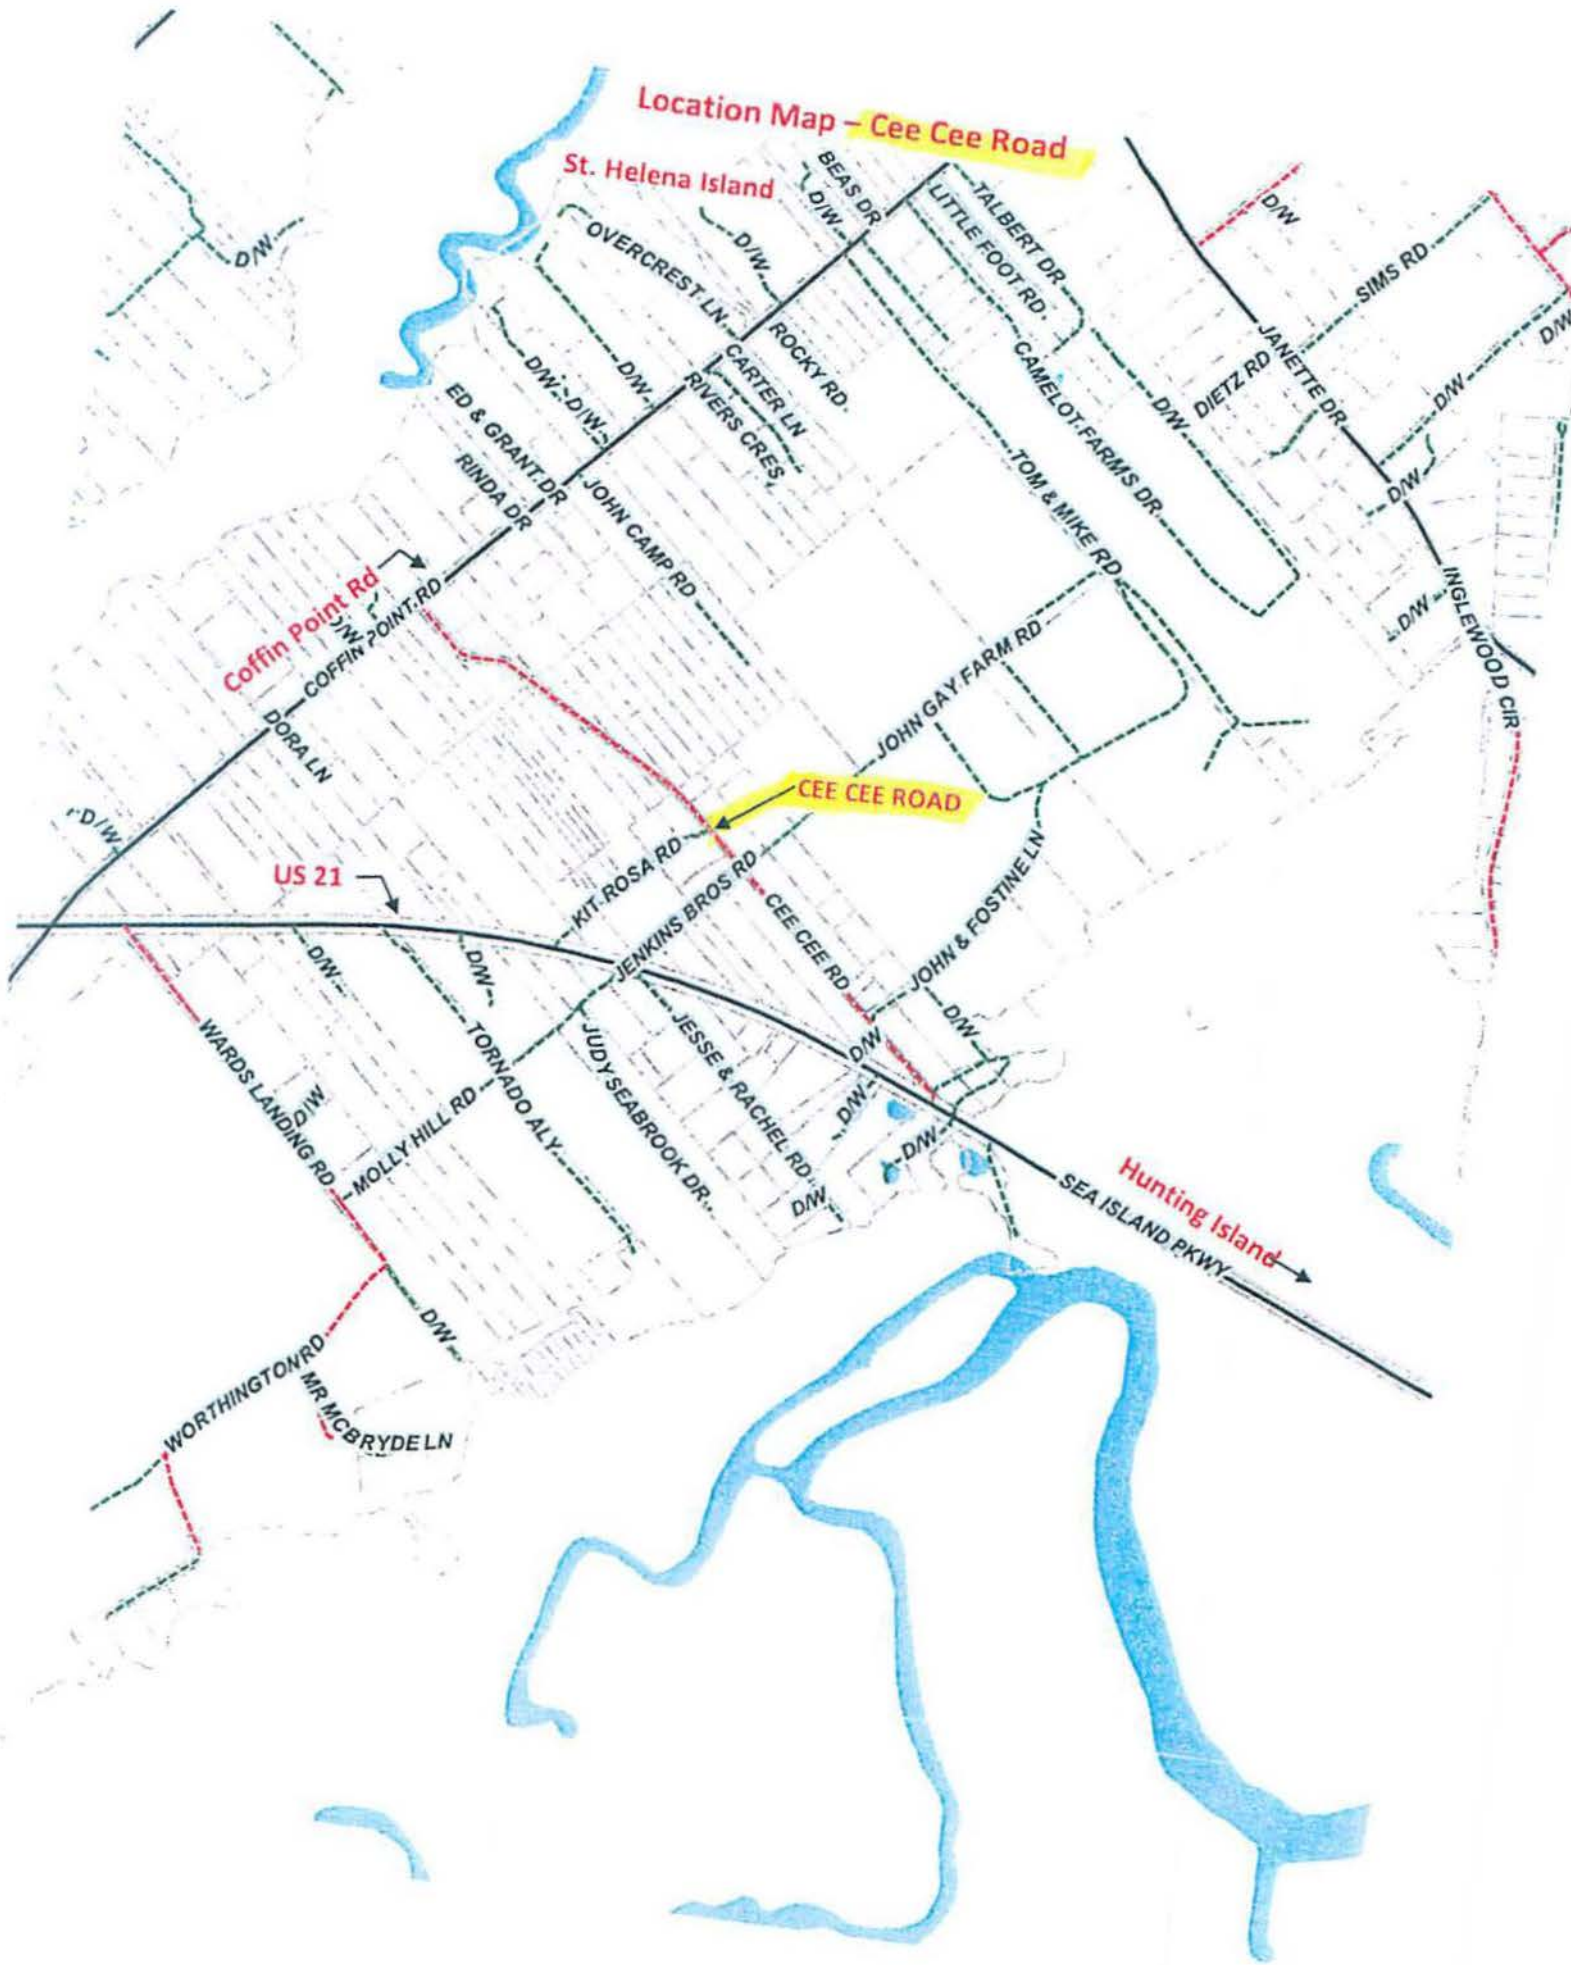 Location Map – Cee Cee Road
St. Helena Island
BEAS DR
D/W
TALBERT DR
LITTLE FOOT RD
D/W
D/W
OVERCREST LN
D/W
SIMS RD
D/W
ROCKY RD
JANETTE DR
CARTER LN
RIVERS CRES
CAMELOT FARMS DR
DIETZ RD
D/W
D/W
D/W
D/W
D/W
ED & GRANT DR
RINDA DR
JOHN CAMP RD
TOM & MIKE RD
D/W
Coffin Point Rd
D/W
COFFIN POINT RD
INGLEWOOD CIR
D/W
JOHN GAY FARM RD
DORA LN
CEE CEE ROAD
D/W
US 21
KIT ROSA RD
JENKINS BROS RD
CEE CEE RD
JOHN & FOSTINE LN
D/W
D/W
D/W
WARDS LANDING RD
TORNADO ALY
JUDY SEABROOK DR
JESSE & RACHEL RD
D/W
D/W
D/W
D/W
MOLLY HILL RD
D/W
SEA ISLAND PKWY
Hunting Island
D/W
WORTHINGTON RD
MR MCBRYDE LN